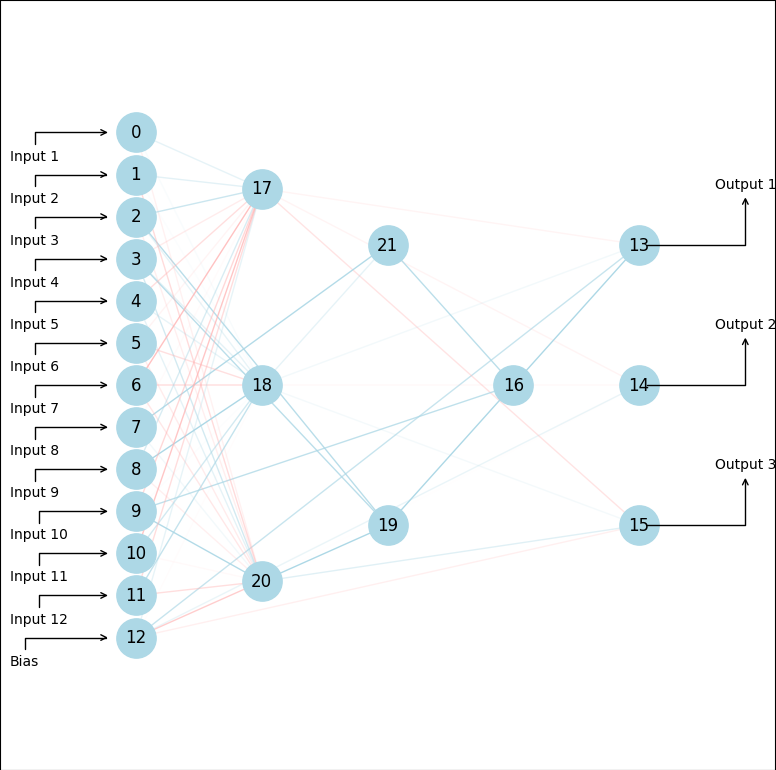 0
Input 1
1
Input 2
2
Input 3
3
Input 4
4
Input 5
5
Input 6
6
Input 7
7
Input 8
8
Input 9
9
Input 10
10
Input 11
11
Input 12
12
Bias
17
18
20
21
19
16
13
14
15
Output 1
Output 2
Output 3